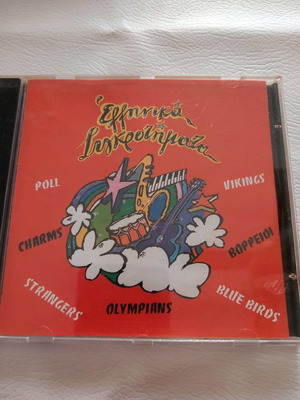 Ελληνικά
Συγκροτήματα
POLL
VIKINGS
CHARMS
ΒΟΡΡΕΙΟΙ
STRANGERS
OLYMPIANS
BLUE BIRDS